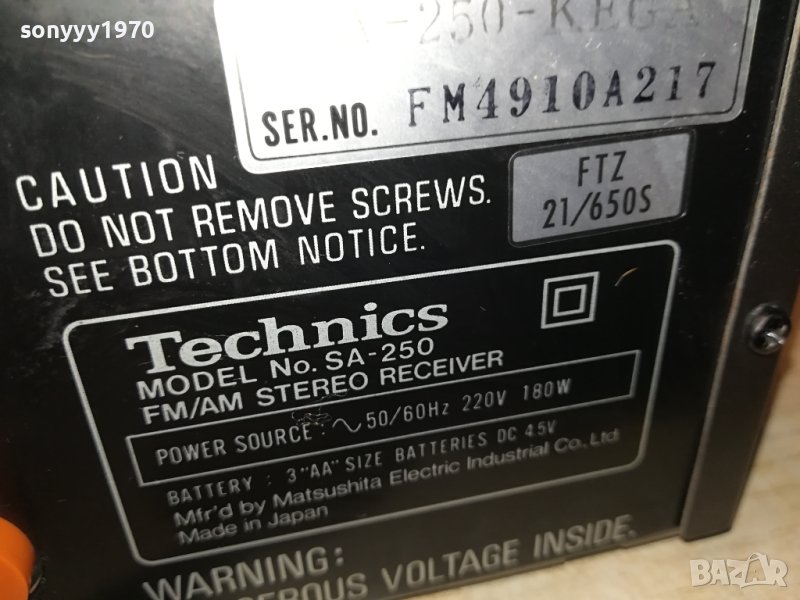 sonyyy1970
-250-KEGA
SER.NO. FM4910A217
CAUTION
DO NOT REMOVE SCREWS.
SEE BOTTOM NOTICE.
FTZ
21/650S
Technics
MODEL No. SA-250
FM/AM STEREO RECEIVER
POWER SOURCE : ∿50/60Hz 220V 180W
BATTERY : 3"AA" SIZE BATTERIES DC 4.5V
Mfr'd by Matsushita Electric Industrial Co.,Ltd
Made in Japan
WARNING:
VOLTAGE INSIDE.
BAZAR